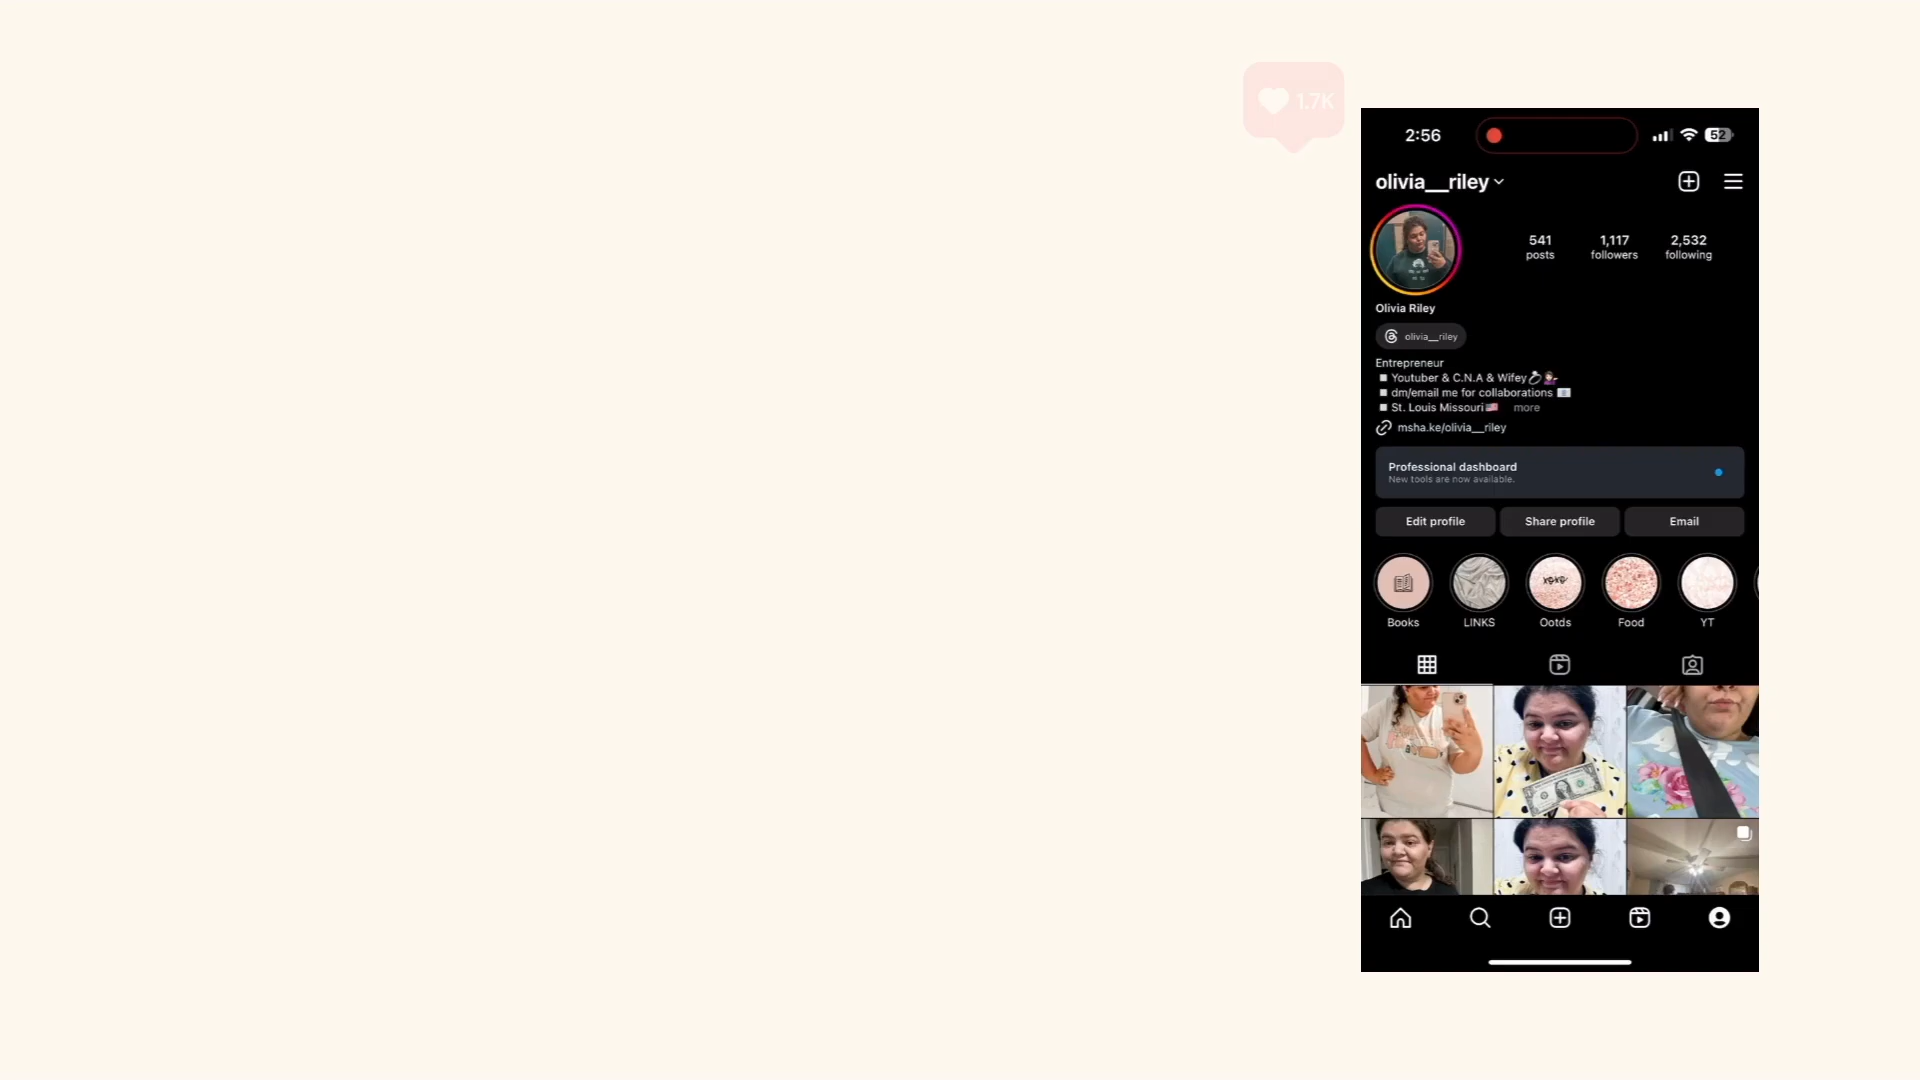 1.7K
2:56
52
olivia__riley
541
posts
1,117
followers
2,532
following
Olivia Riley
olivia__riley
Entrepreneur
Youtuber & C.N.A & Wifey💍💁🏻‍♀️
dm/email me for collaborations 📧
St. Louis Missouri🇺🇸 more
msha.ke/olivia__riley
Professional dashboard
New tools are now available.
Edit profile
Share profile
Email
xoxo
Books
LINKS
Ootds
Food
YT